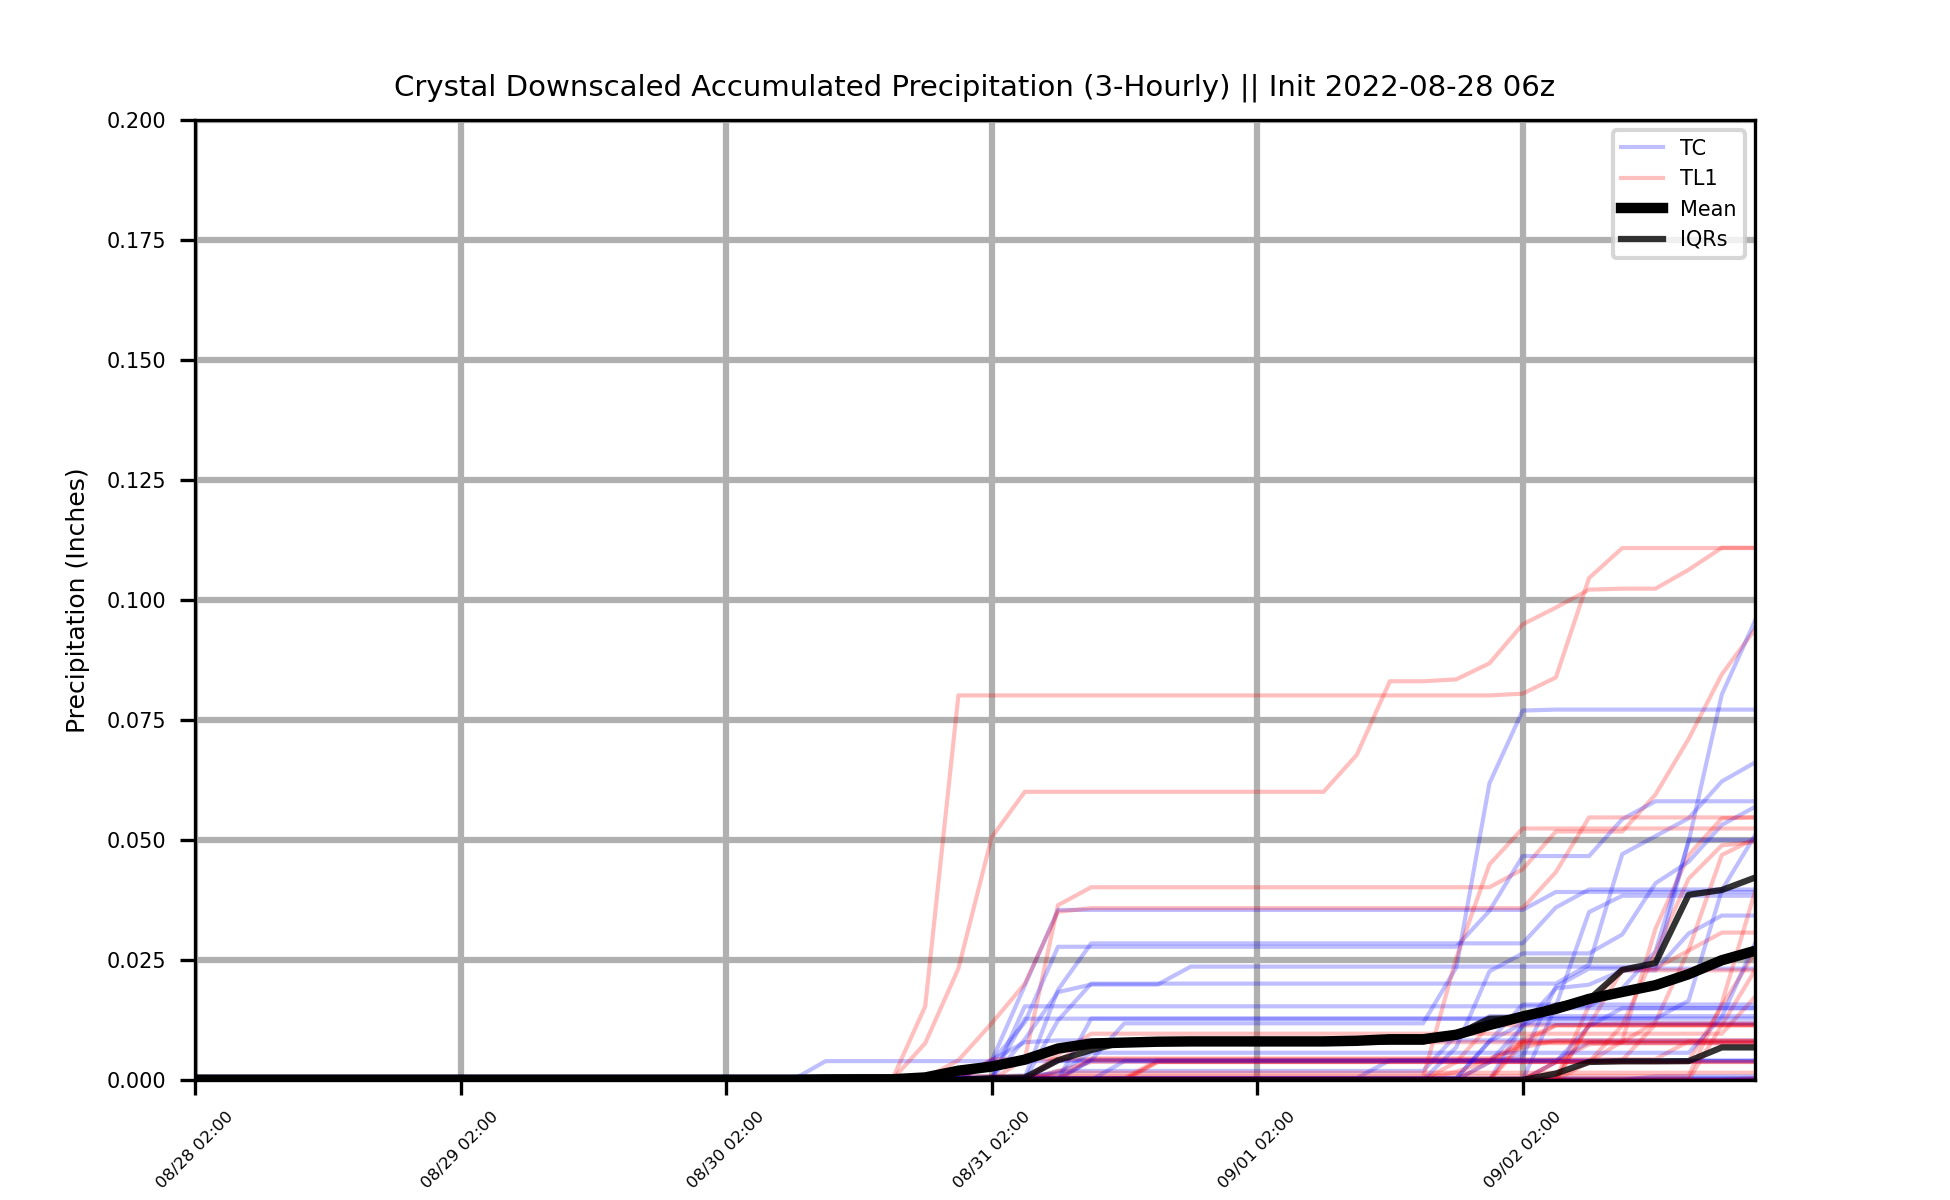 Crystal Downscaled Accumulated Precipitation (3-Hourly) || Init 2022-08-28 06z
TC
TL1
Mean
IQRs
Precipitation (Inches)
0.200
0.175
0.150
0.125
0.100
0.075
0.050
0.025
0.000
08/28 02:00
08/29 02:00
08/30 02:00
08/31 02:00
09/01 02:00
09/02 02:00